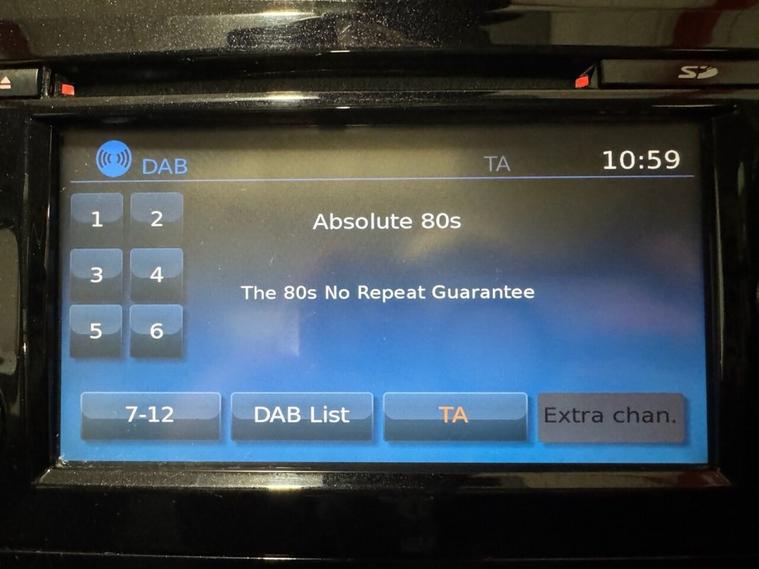 SD
DAB TA 10:59
1 2
Absolute 80s
3 4
The 80s No Repeat Guarantee
5 6
7-12 DAB List TA Extra chan.